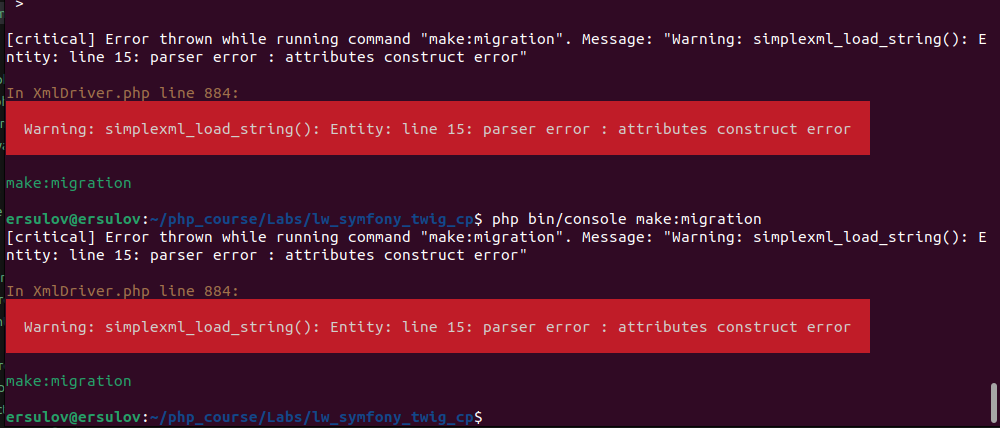 >
[critical] Error thrown while running command "make:migration". Message: "Warning: simplexml_load_string(): E
ntity: line 15: parser error : attributes construct error"
In XmlDriver.php line 884:
Warning: simplexml_load_string(): Entity: line 15: parser error : attributes construct error
make:migration
ersulov@ersulov:~/php_course/Labs/lw_symfony_twig_cp$ php bin/console make:migration
[critical] Error thrown while running command "make:migration". Message: "Warning: simplexml_load_string(): E
ntity: line 15: parser error : attributes construct error"
In XmlDriver.php line 884:
Warning: simplexml_load_string(): Entity: line 15: parser error : attributes construct error
make:migration
ersulov@ersulov:~/php_course/Labs/lw_symfony_twig_cp$